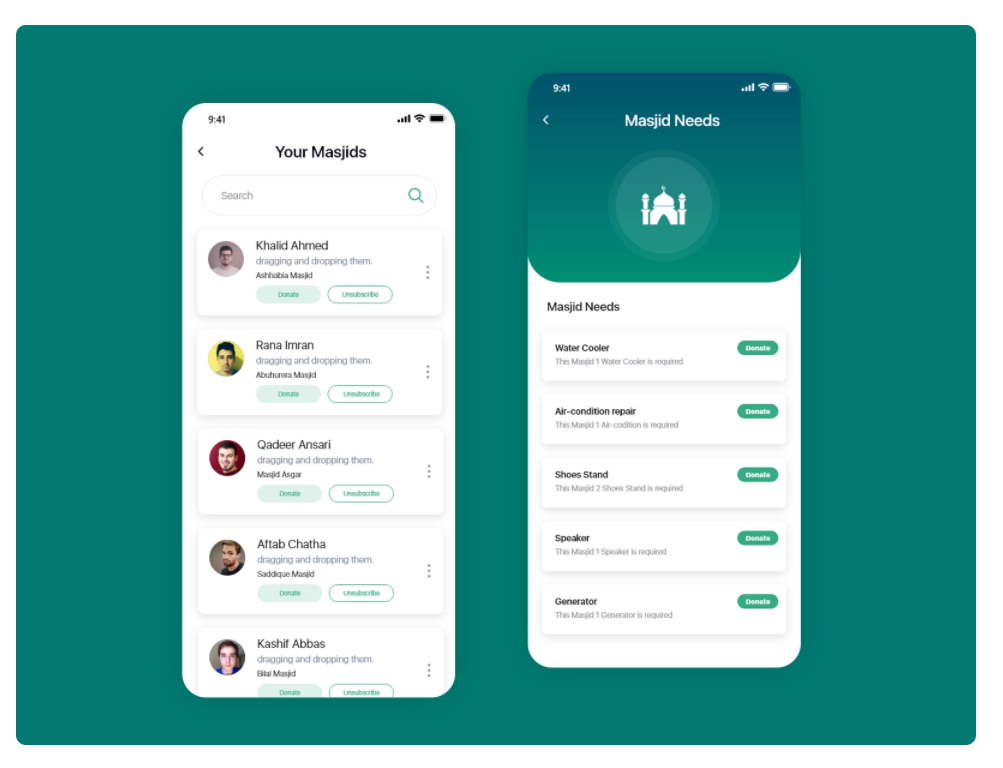 9:41
Your Masjids
Search
Khalid Ahmed
dragging and dropping them.
Ashhabia Masjid
Donate Unsubscribe
Rana Imran
dragging and dropping them.
Abuhurera Masjid
Donate Unsubscribe
Qadeer Ansari
dragging and dropping them.
Masjid Asgar
Donate Unsubscribe
Aftab Chatha
dragging and dropping them.
Saddique Masjid
Donate Unsubscribe
Kashif Abbas
dragging and dropping them.
Bilal Masjid
Donate Unsubscribe
9:41
Masjid Needs
Masjid Needs
Water Cooler Donate
This Masjid 1 Water Cooler is required
Air-condition repair Donate
This Masjid 1 Air-codition is required
Shoes Stand Donate
This Masjid 2 Shoes Stand is required
Speaker Donate
This Masjid 1 Speaker is required
Generator Donate
This Masjid 1 Generator is required